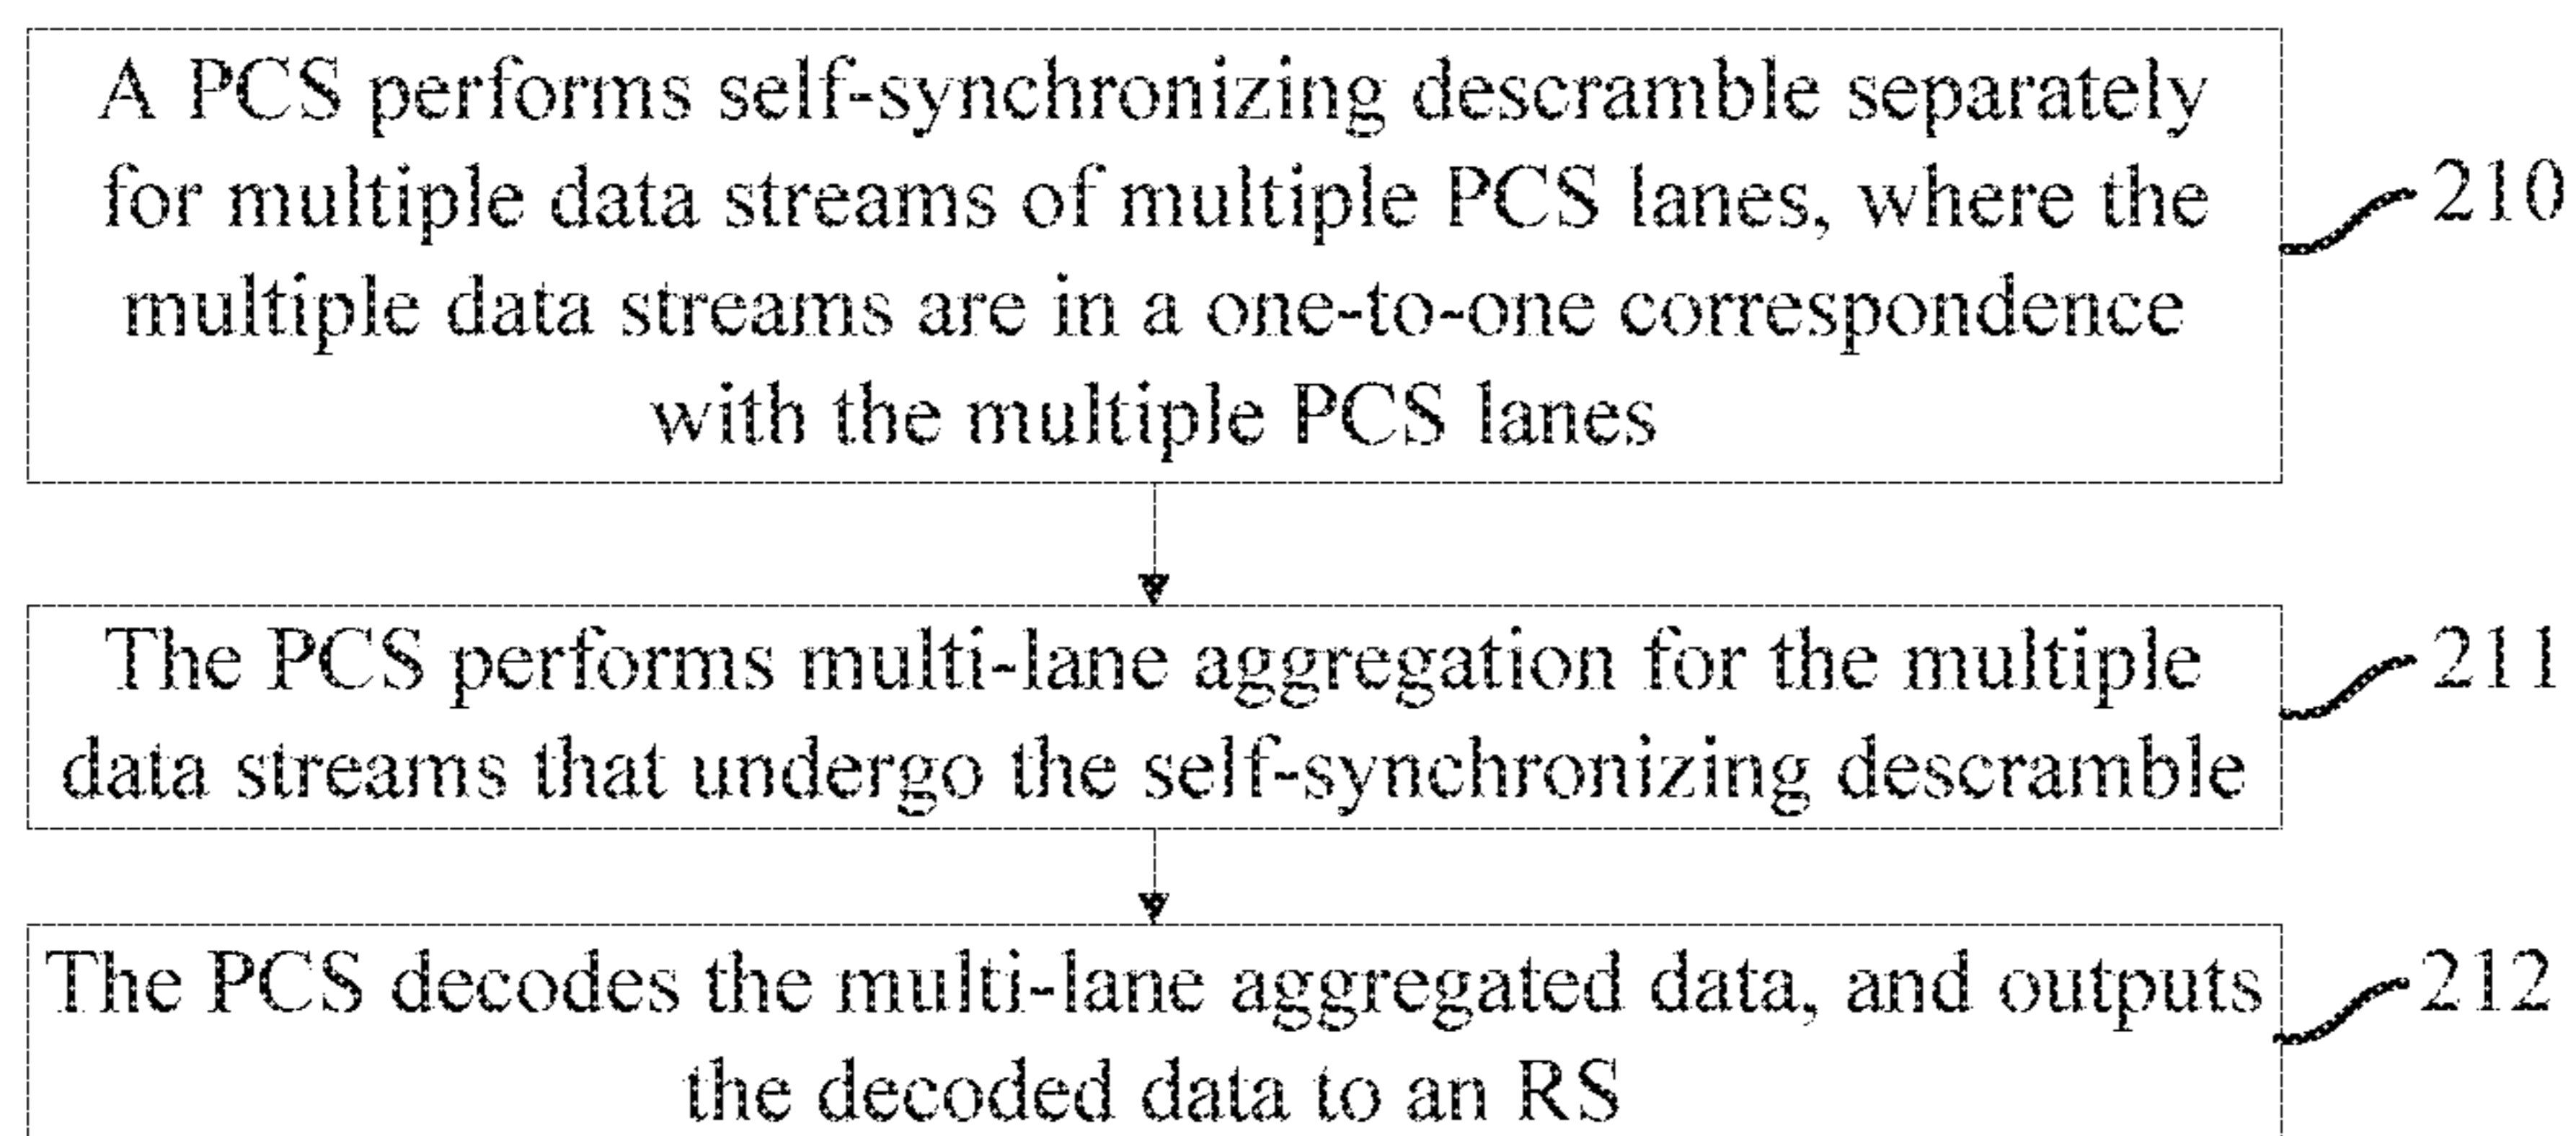 A PCS performs self-synchronizing descramble separately
for multiple data streams of multiple PCS lanes, where the
multiple data streams are in a one-to-one correspondence
with the multiple PCS lanes
210
The PCS performs multi-lane aggregation for the multiple
data streams that undergo the self-synchronizing descramble
211
The PCS decodes the multi-lane aggregated data, and outputs
the decoded data to an RS
212